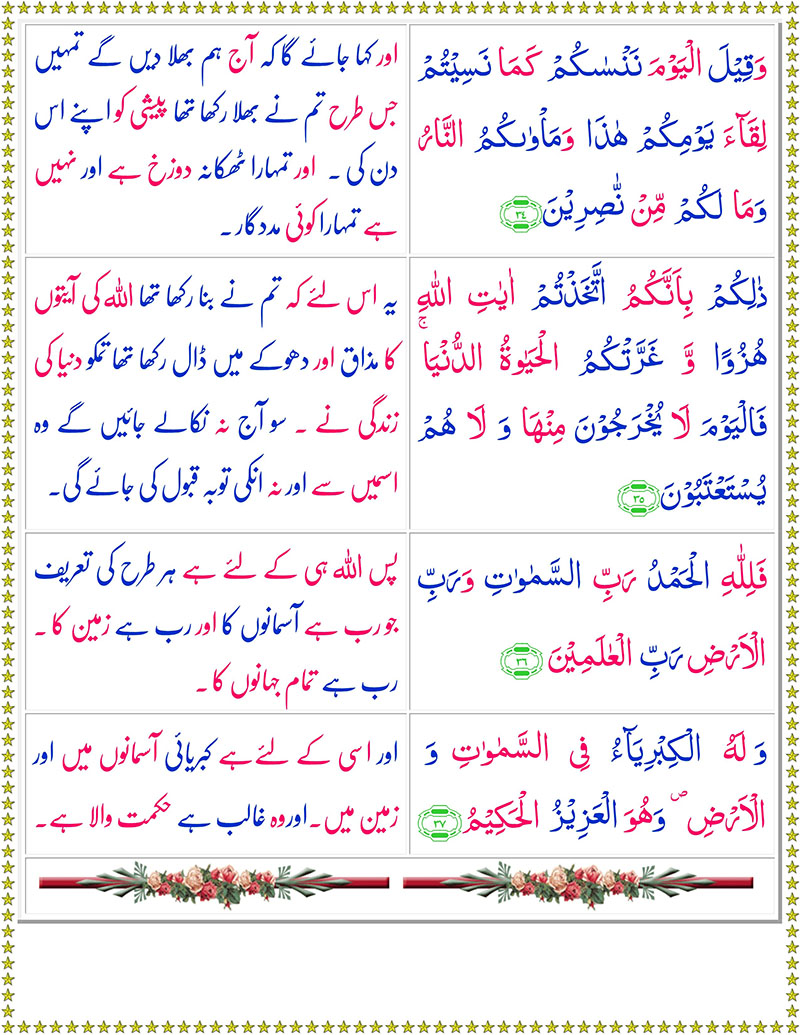 وَقِيْلَ الْيَوْمَ نَنْسٰىكُمْ كَمَا نَسِيْتُمْ
لِقَآءَ يَوْمِكُمْ هٰذَا وَمَاْوٰىكُمُ النَّارُ
وَمَا لَكُمْ مِّنْ نّٰصِرِيْنَ ٣٤
اور کہا جائے گا کہ آج ہم بھلا دیں گے تمہیں
جس طرح تم نے بھلا رکھا تھا پیشی کو اپنے اس
دن کی ۔ اور تمہارا ٹھکانہ دوزخ ہے اور نہیں
ہے تمہارا کوئی مددگار ۔
ذٰلِكُمْ بِاَنَّكُمُ اتَّخَذْتُمْ اٰيٰتِ اللّٰهِ
هُزُوًا وَّ غَرَّتْكُمُ الْحَيٰوةُ الدُّنْيَا ۚ
فَالْيَوْمَ لَا يُخْرَجُوْنَ مِنْهَا وَ لَا هُمْ
يُسْتَعْتَبُوْنَ ٣٥
یہ اس لئے کہ تم نے بنا رکھا تھا اللہ کی آیتوں
کا مذاق اور دھوکے میں ڈال رکھا تھا تمکو دنیا کی
زندگی نے ۔ سو آج نہ نکالے جائیں گے وہ
اسمیں سے اور نہ انکی توبہ قبول کی جائے گی۔
فَلِلّٰهِ الْحَمْدُ رَبِّ السَّمٰوٰتِ وَرَبِّ
الْاَرْضِ رَبِّ الْعٰلَمِيْنَ ٣٦
پس اللہ ہی کے لئے ہے ہر طرح کی تعریف
جو رب ہے آسمانوں کا اور رب ہے زمین کا ۔
رب ہے تمام جہانوں کا ۔
وَ لَهُ الْكِبْرِيَآءُ فِى السَّمٰوٰتِ وَ
الْاَرْضِ ۖ وَهُوَ الْعَزِيْزُ الْحَكِيْمُ ٣٧
اور اسی کے لئے ہے کبریائی آسمانوں میں اور
زمین میں۔ اور وہ غالب ہے حکمت والا ہے۔